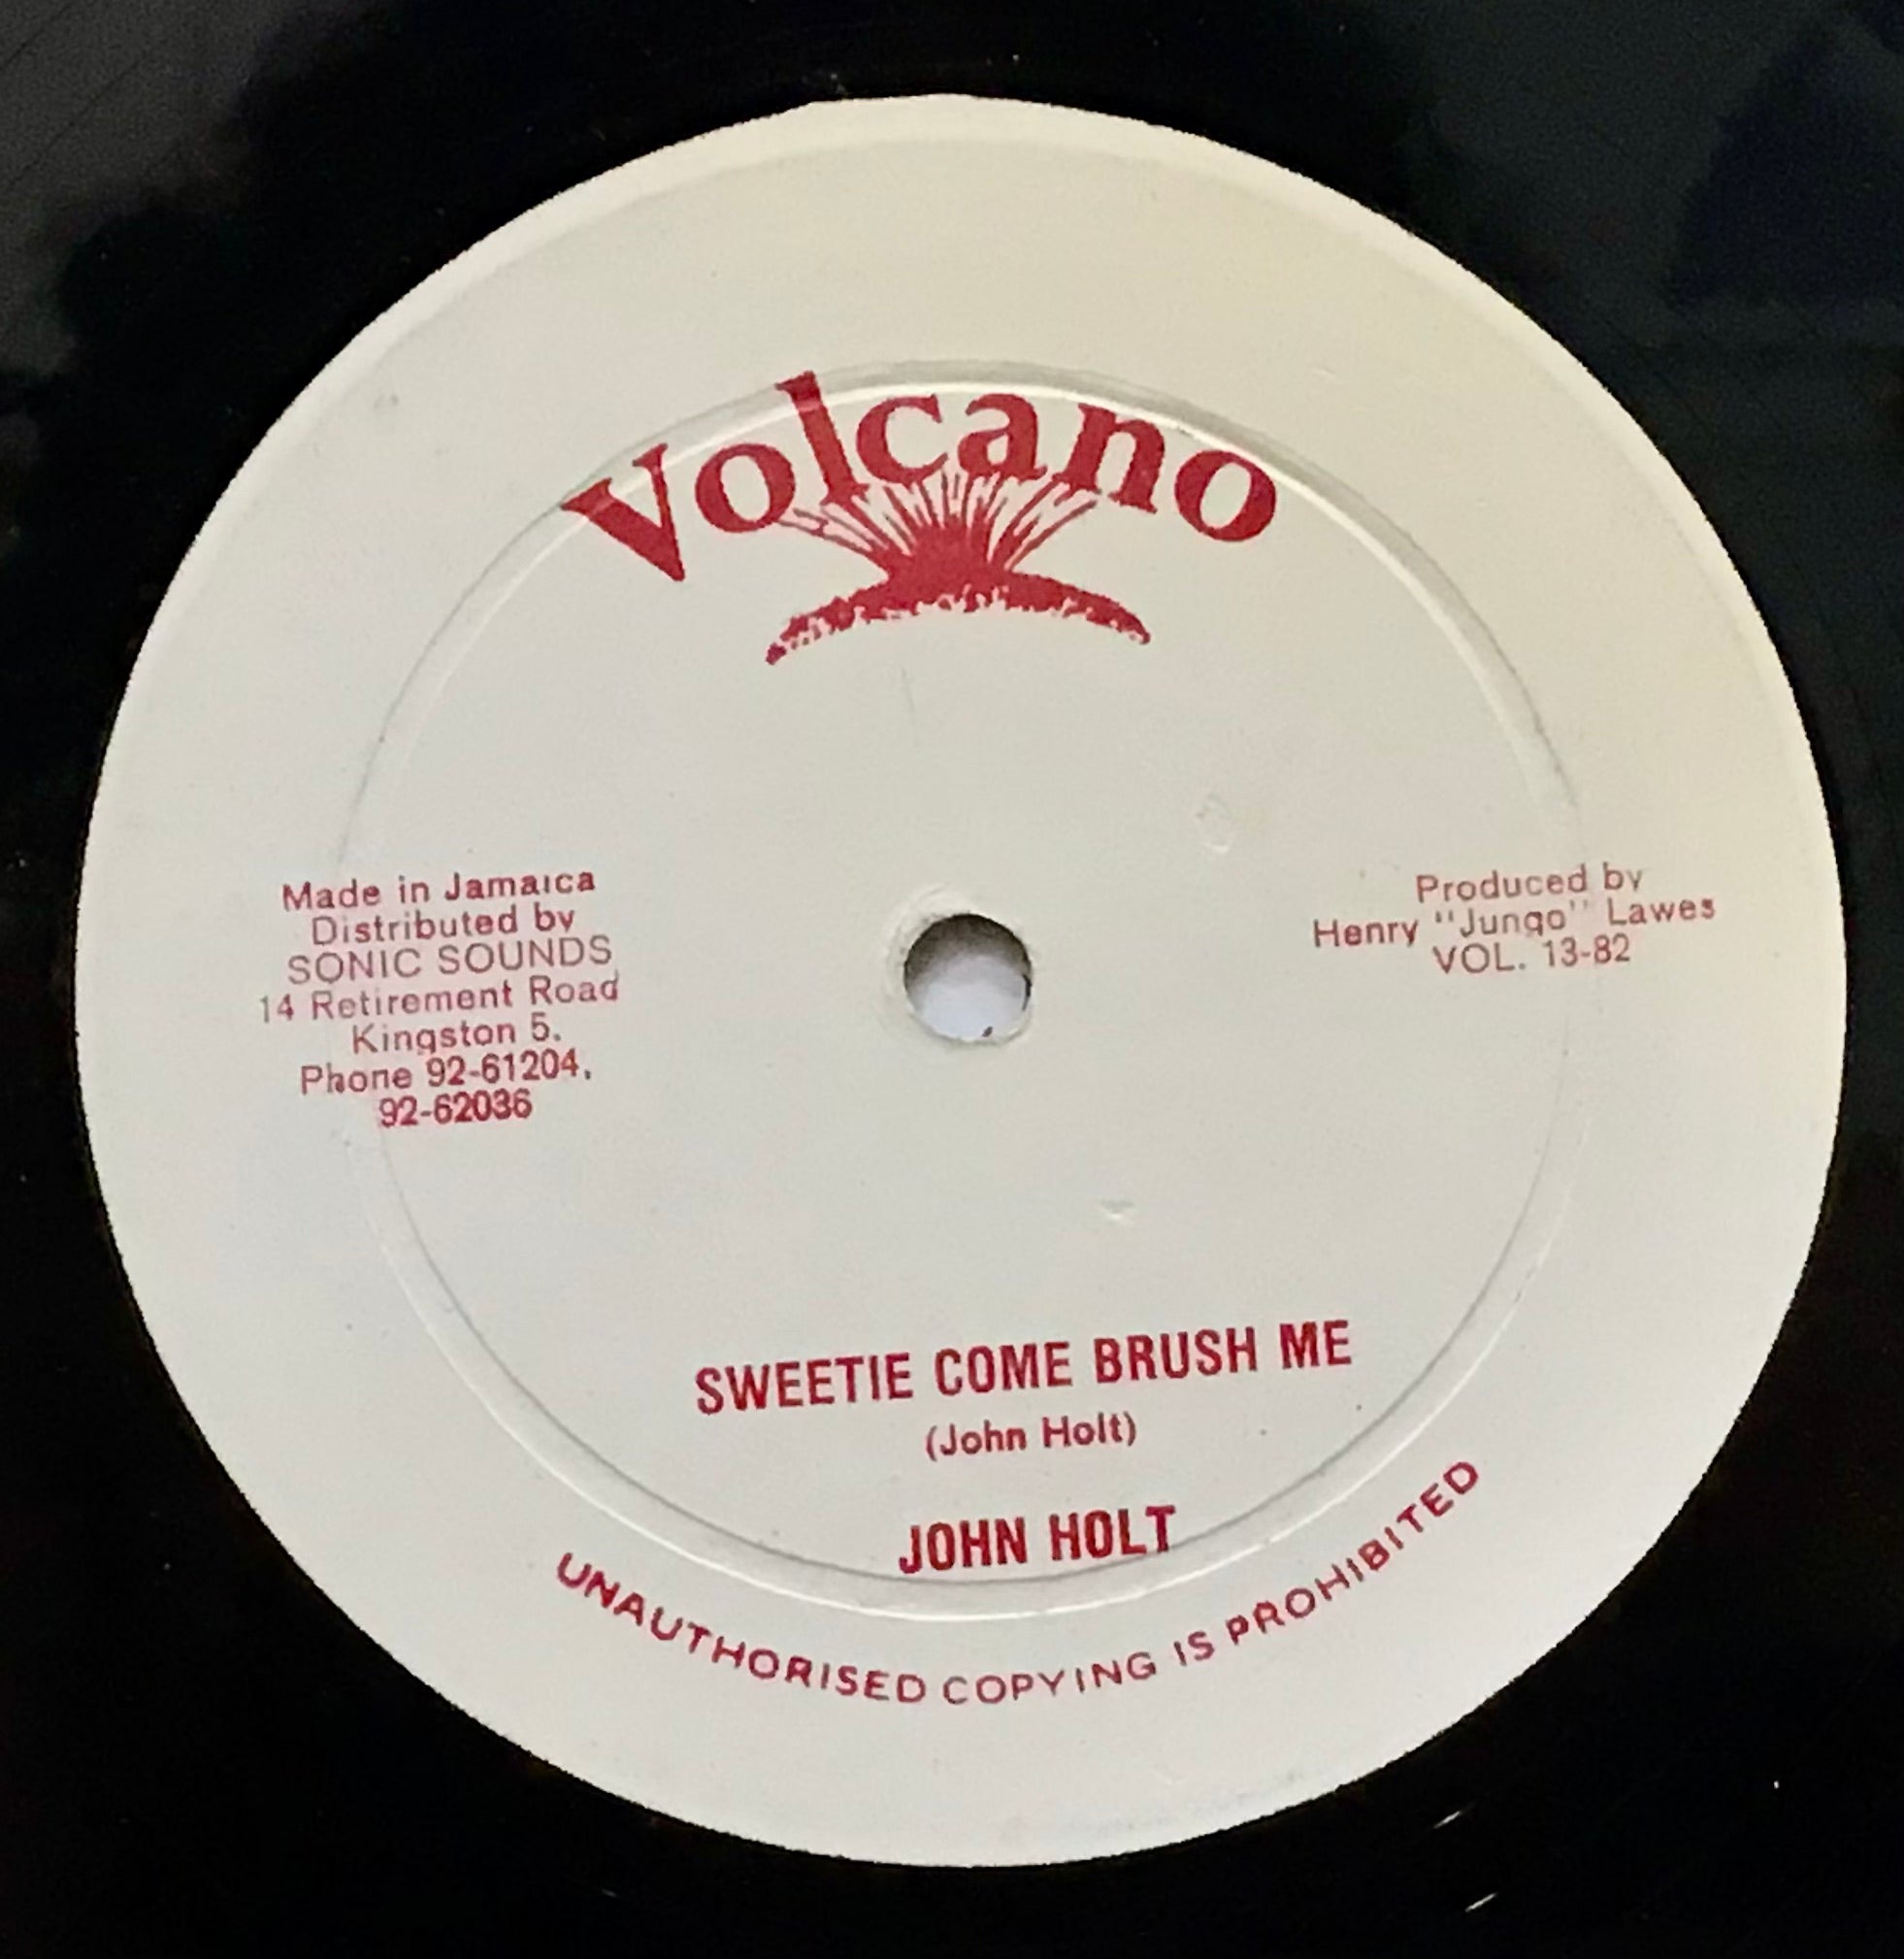 Volcano
Made in Jamaica
Distributed by
SONIC SOUNDS
14 Retirement Road
Kingston 5.
Phone 92-61204,
92-62036
Produced by
Henry "Jungo" Lawes
VOL. 13-82
SWEETIE COME BRUSH ME
(John Holt)
JOHN HOLT
UNAUTHORISED COPYING IS PROHIBITED